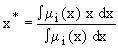 x* = ∫μi(x) x dx
∫μi(x) dx